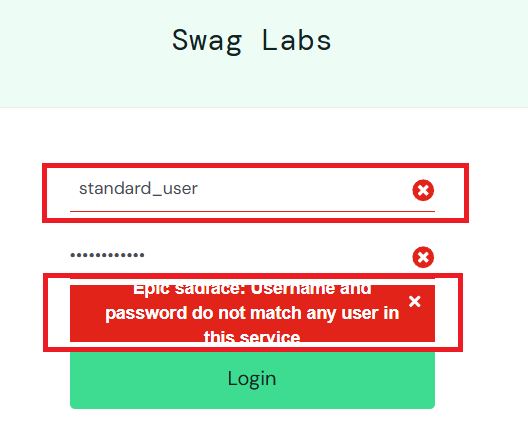 Swag Labs
standard_user
••••••••••••
Epic sadface: Username and
password do not match any user in
this service
Login